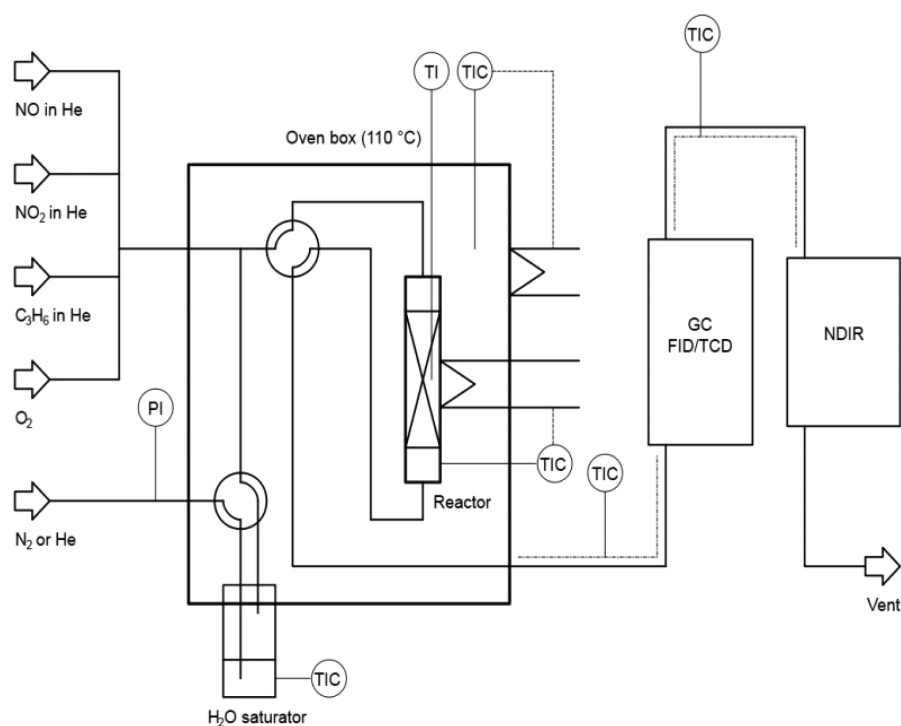 TIC
TI
TIC
NO in He
Oven box (110 °C)
NO₂ in He
C₃H₆ in He
GC
FID/TCD
NDIR
O₂
PI
TIC
TIC
Reactor
N₂ or He
Vent
TIC
H₂O saturator